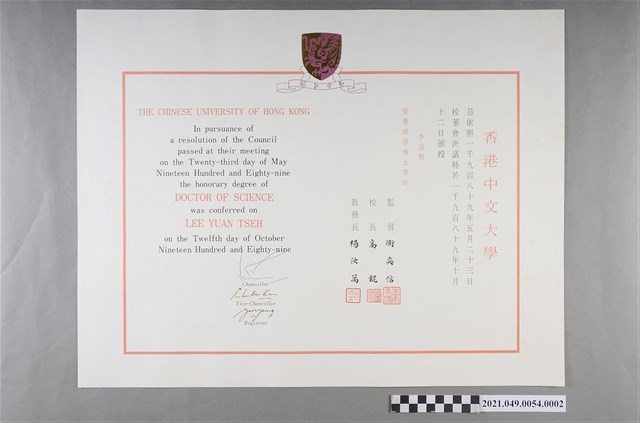 THE CHINESE UNIVERSITY OF HONG KONG
In pursuance of
a resolution of the Council
passed at their meeting
on the Twenty-third day of May
Nineteen Hundred and Eighty-nine
the honorary degree of
DOCTOR OF SCIENCE
was conferred on
LEE YUAN TSEH
on the Twelfth day of October
Nineteen Hundred and Eighty-nine
Chancellor
Vice-Chancellor
Registrar
香港中文大學
茲依照一千九百八十九年五月二十三日
校董會決議特於一千九百八十九年十月
十二日頒授
李遠哲
榮譽理學博士學位
監督 衛奕信
校長 高錕
教務長 楊汝萬
2021.049.0054.0002